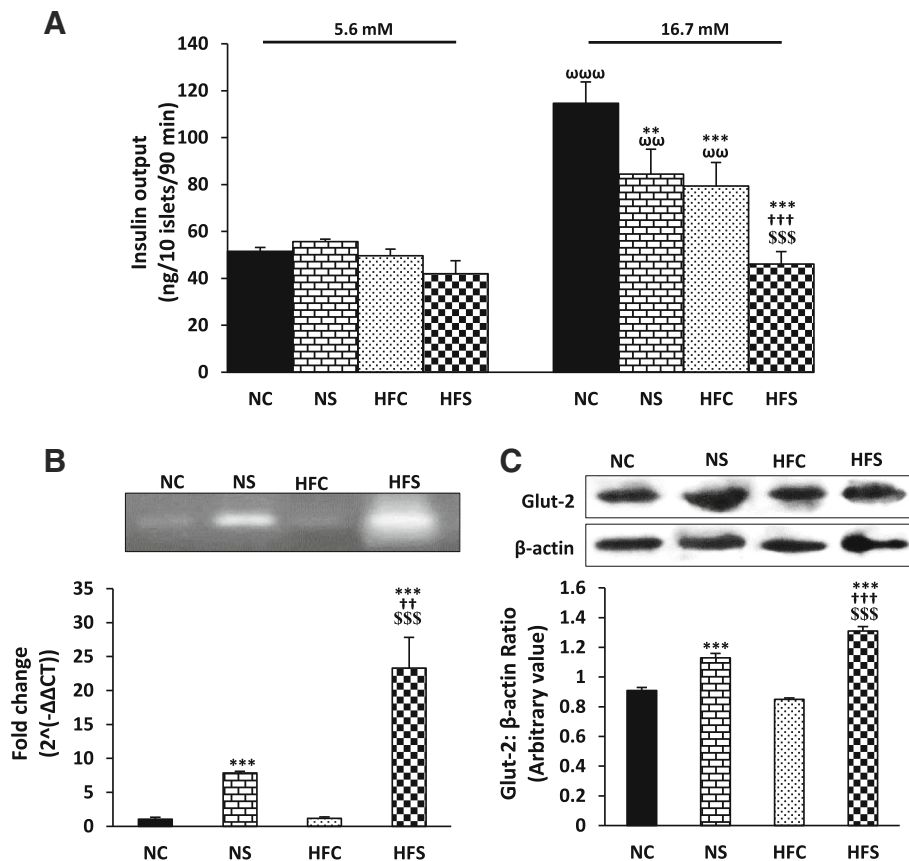 A
5.6 mM
16.7 mM
Insulin output
(ng/10 islets/90 min)
140
120
100
80
60
40
20
0
ωωω
**
ωω
***
ωω
***
†††
$$$
NC NS HFC HFS
NC NS HFC HFS
B
NC NS HFC HFS
Fold change
(2^(-ΔΔCT))
35
30
25
20
15
10
5
0
***
***
††
$$$
NC NS HFC HFS
C
NC NS HFC HFS
Glut-2
β-actin
Glut-2: β-actin Ratio
(Arbitrary value)
1.6
1.4
1.2
1
0.8
0.6
0.4
0.2
0
***
***
†††
$$$
NC NS HFC HFS